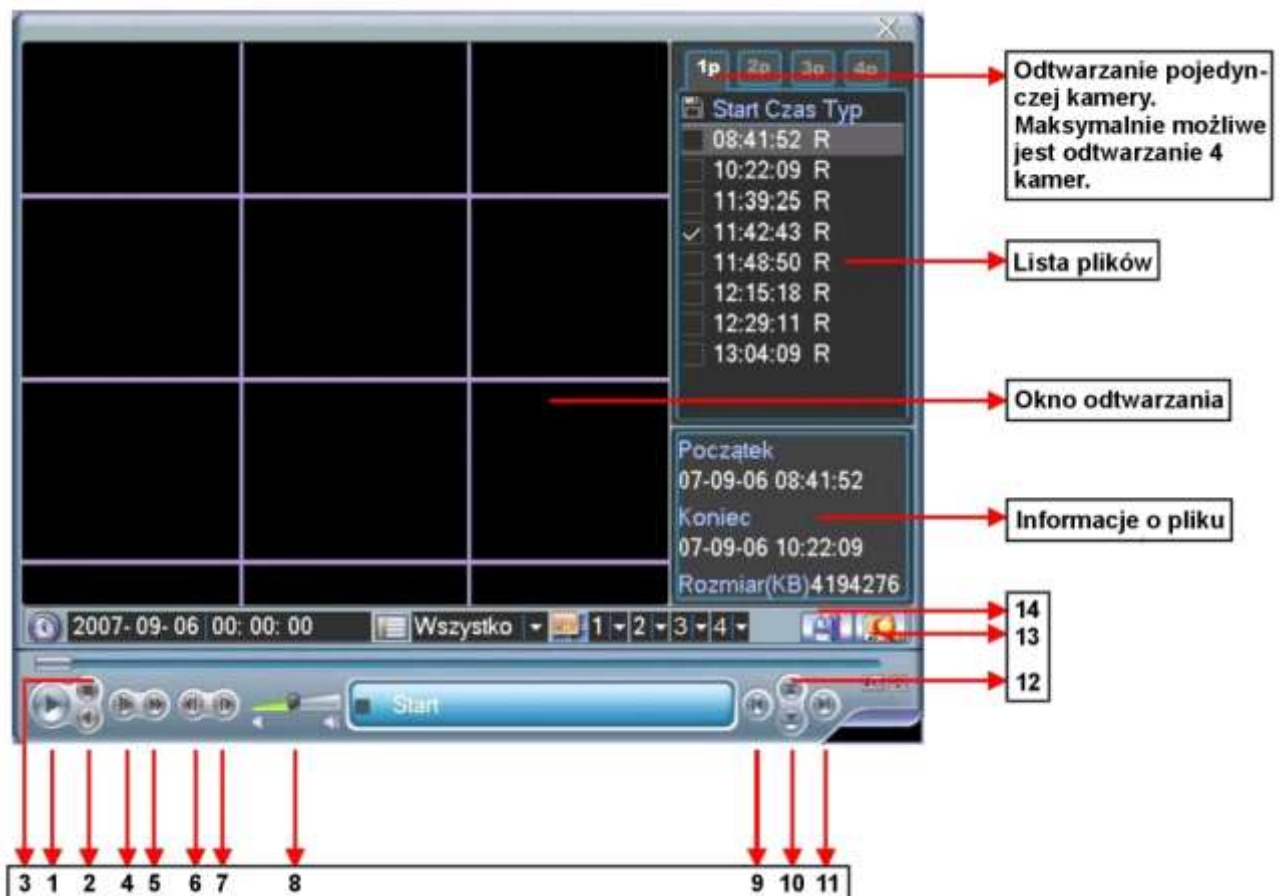 1p 2p 3p 4p
Start Czas Typ
08:41:52 R
10:22:09 R
11:39:25 R
11:42:43 R
11:48:50 R
12:15:18 R
12:29:11 R
13:04:09 R
Początek
07-09-06 08:41:52
Koniec
07-09-06 10:22:09
Rozmiar(KB)4194276
2007- 09- 06 00: 00: 00 Wszystko 1 2 3 4
Start
Odtwarzanie pojedyn-
czej kamery.
Maksymalnie możliwe
jest odtwarzanie 4
kamer.
Lista plików
Okno odtwarzania
Informacje o pliku
14
13
12
3 1 2 4 5 6 7 8 9 10 11